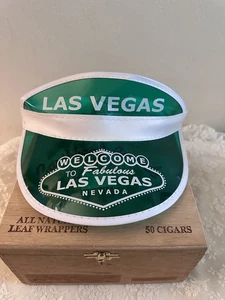 LAS VEGAS
WELCOME
TO Fabulous
LAS VEGAS
NEVADA
ALL NAT
LEAF WRAPPERS 50 CIGARS